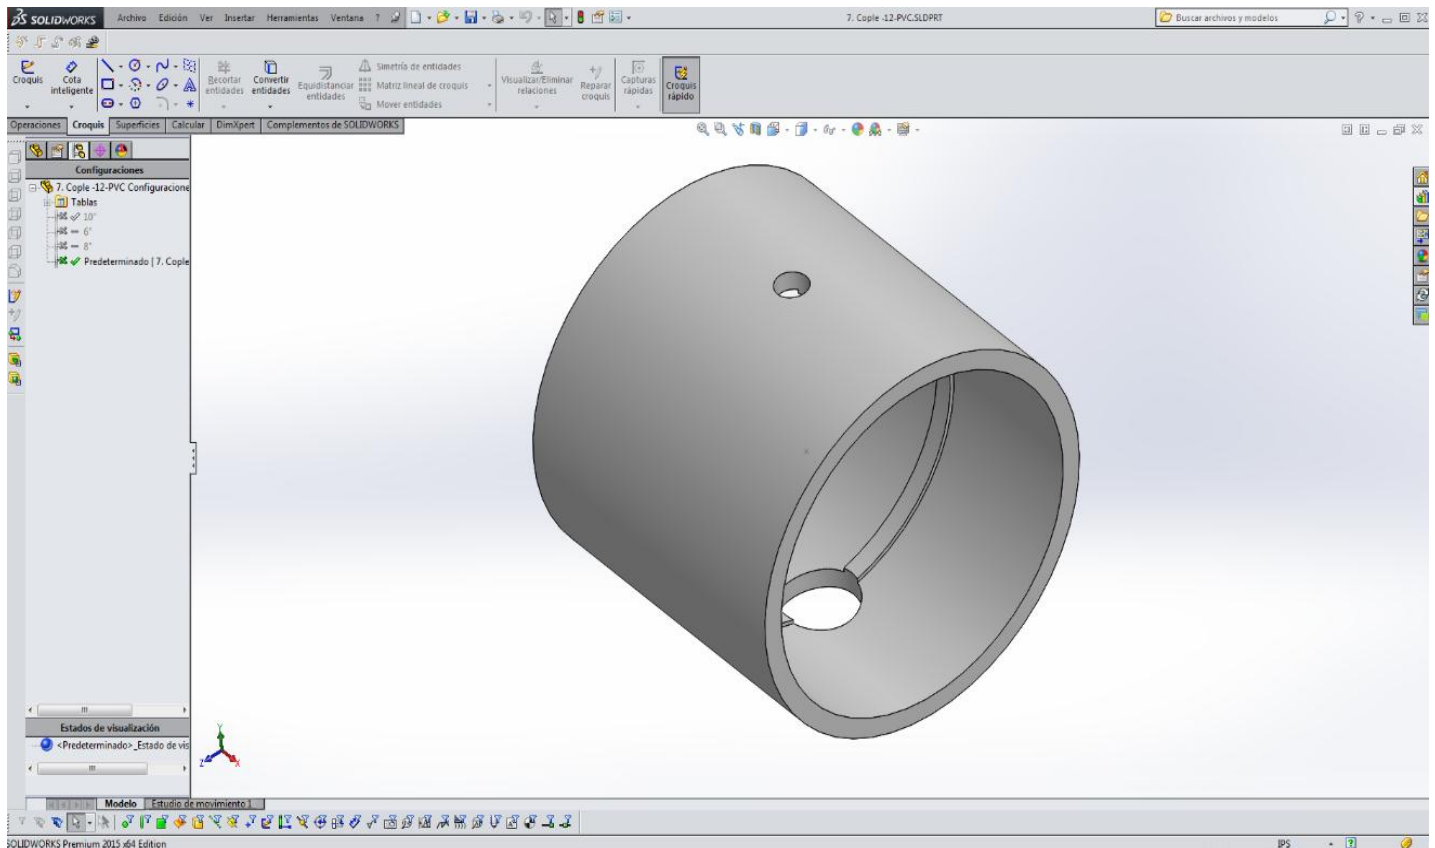 SOLIDWORKS Archivo Edición Ver Insertar Herramientas Ventana ? 7. Cople -12-PVC.SLDPRT Buscar archivos y modelos ?
Croquis
Cota inteligente
Recortar entidades
Convertir entidades
Equidistanciar entidades
Simetría de entidades
Matriz lineal de croquis
Mover entidades
Visualizar/Eliminar relaciones
Reparar croquis
Capturas rápidas
Croquis rápido
Operaciones Croquis Superficies Calcular DimXpert Complementos de SOLIDWORKS
Configuraciones
7. Cople -12-PVC Configuracione
Tablas
10"
6"
8"
Predeterminado [ 7. Cople
Estados de visualización
<Predeterminado>_Estado de vis
Y
Z
X
Modelo Estudio de movimiento 1
SOLIDWORKS Premium 2015 x64 Edition IPS ?